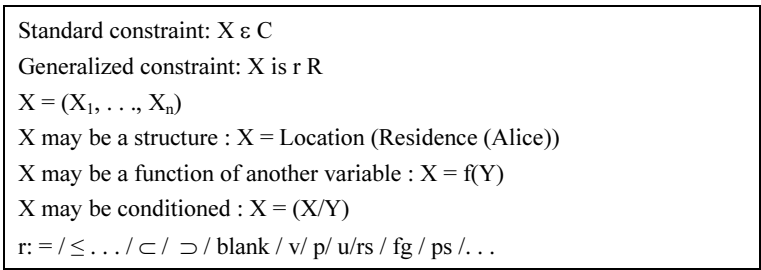 Standard constraint: X ε C
Generalized constraint: X is r R
X = (X₁, . . ., Xₙ)
X may be a structure : X = Location (Residence (Alice))
X may be a function of another variable : X = f(Y)
X may be conditioned : X = (X/Y)
r: = / ≤ . . . / ⊂ / ⊃ / blank / v/ p/ u/rs / fg / ps /. . .